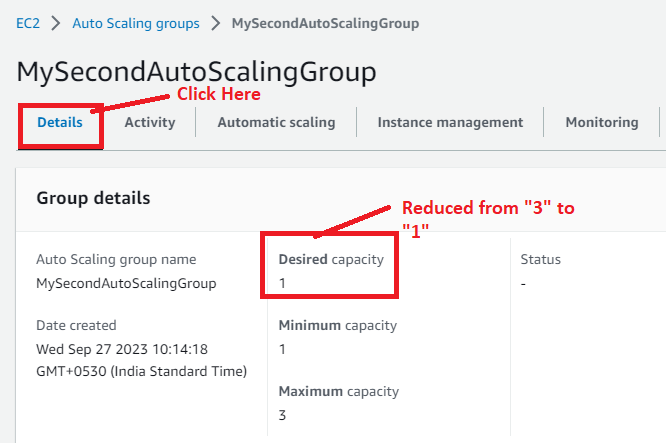 EC2 > Auto Scaling groups > MySecondAutoScalingGroup
MySecondAutoScalingGroup
Click Here
Details Activity Automatic scaling Instance management Monitoring
Group details
Reduced from "3" to
"1"
Auto Scaling group name
MySecondAutoScalingGroup
Date created
Wed Sep 27 2023 10:14:18
GMT+0530 (India Standard Time)
Desired capacity
1
Minimum capacity
1
Maximum capacity
3
Status
-